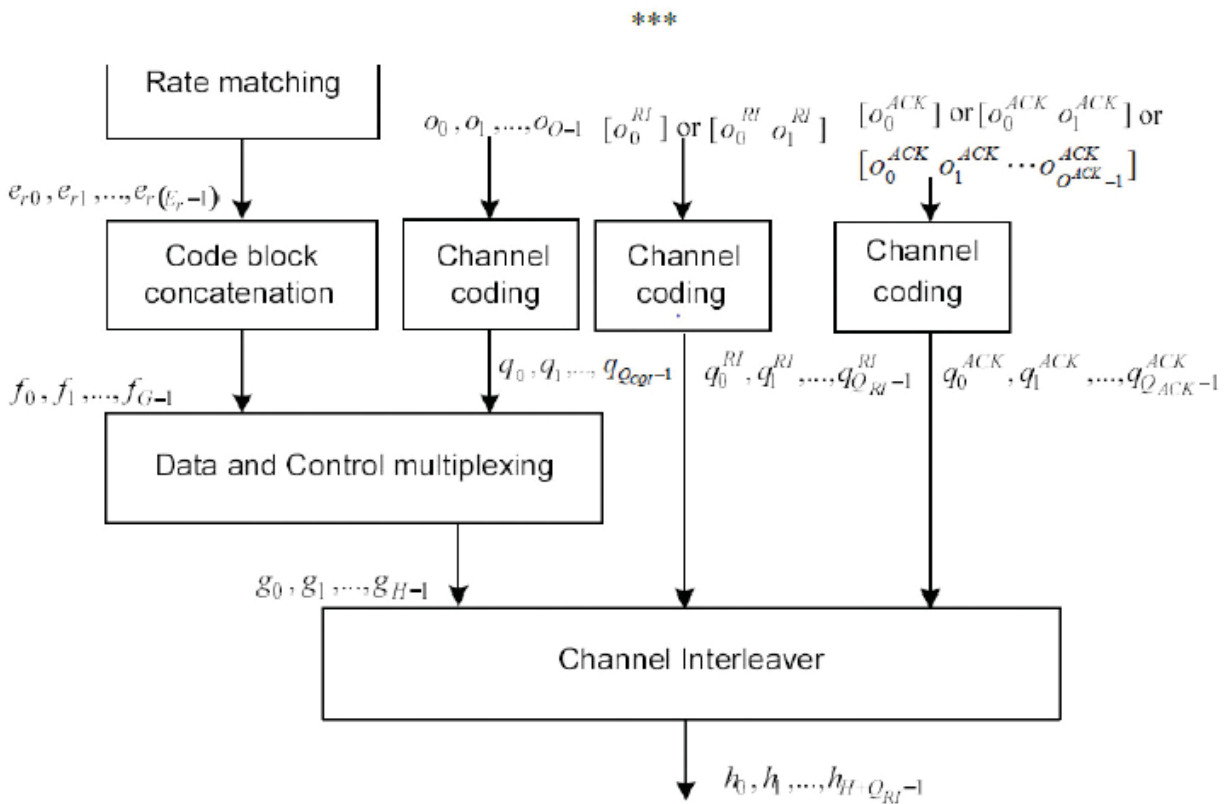 ***
Rate matching
o_0, o_1, ..., o_{O-1}
[o_0^{RI}] or [o_0^{RI} o_1^{RI}]
[o_0^{ACK}] or [o_0^{ACK} o_1^{ACK}] or
[o_0^{ACK} o_1^{ACK} ⋯ o_{O^{ACK}-1}^{ACK}]
e_{r0}, e_{r1}, ..., e_{r(E_r-1)}
Code block
concatenation
Channel
coding
Channel
coding
Channel
coding
f_0, f_1, ..., f_{G-1}
q_0, q_1, ..., q_{Q_{CQI}-1}
q_0^{RI}, q_1^{RI}, ..., q_{Q_{RI}-1}^{RI}
q_0^{ACK}, q_1^{ACK}, ..., q_{Q_{ACK}-1}^{ACK}
Data and Control multiplexing
g_0, g_1, ..., g_{H-1}
Channel Interleaver
h_0, h_1, ..., h_{H+Q_{RI}-1}